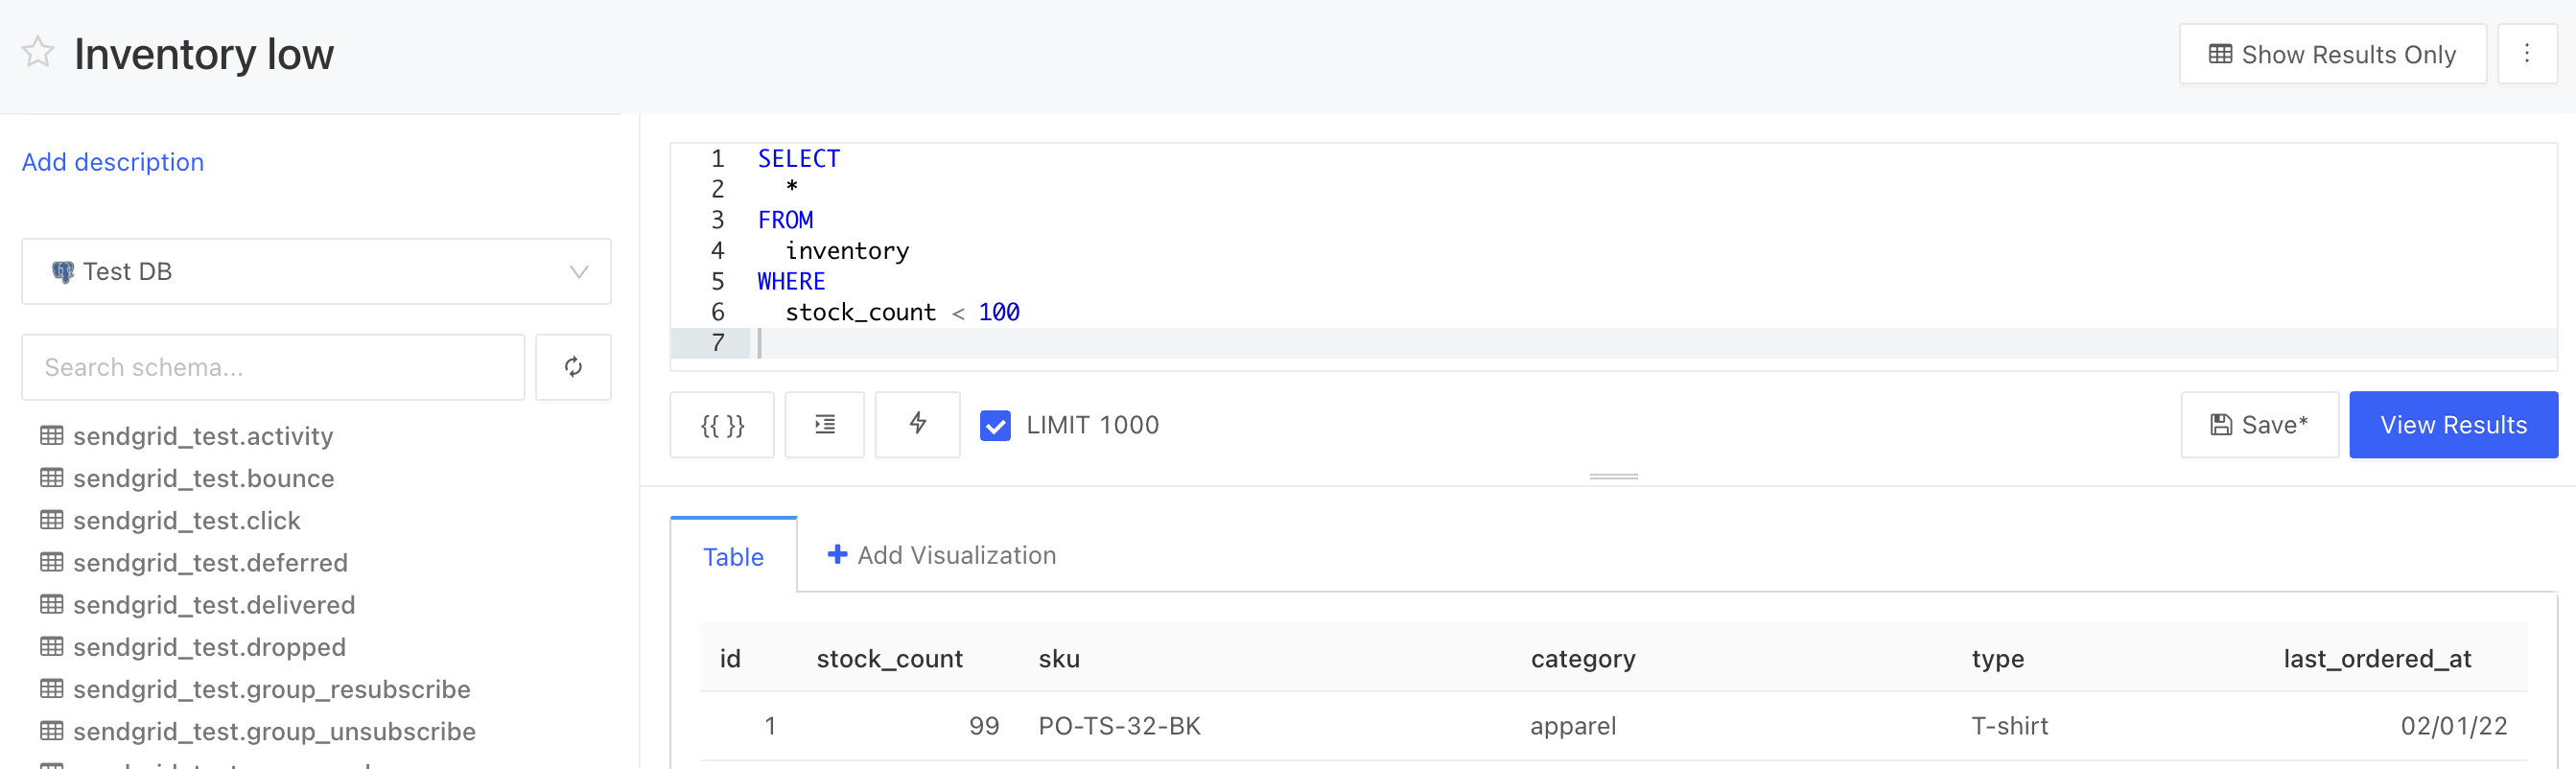 Inventory low
Show Results Only
Add description
Test DB
Search schema...
sendgrid_test.activity
sendgrid_test.bounce
sendgrid_test.click
sendgrid_test.deferred
sendgrid_test.delivered
sendgrid_test.dropped
sendgrid_test.group_resubscribe
sendgrid_test.group_unsubscribe
1 SELECT
2 *
3 FROM
4 inventory
5 WHERE
6 stock_count < 100
7
{{ }} LIMIT 1000 Save* View Results
Table + Add Visualization
id stock_count sku category type last_ordered_at
1 99 PO-TS-32-BK apparel T-shirt 02/01/22